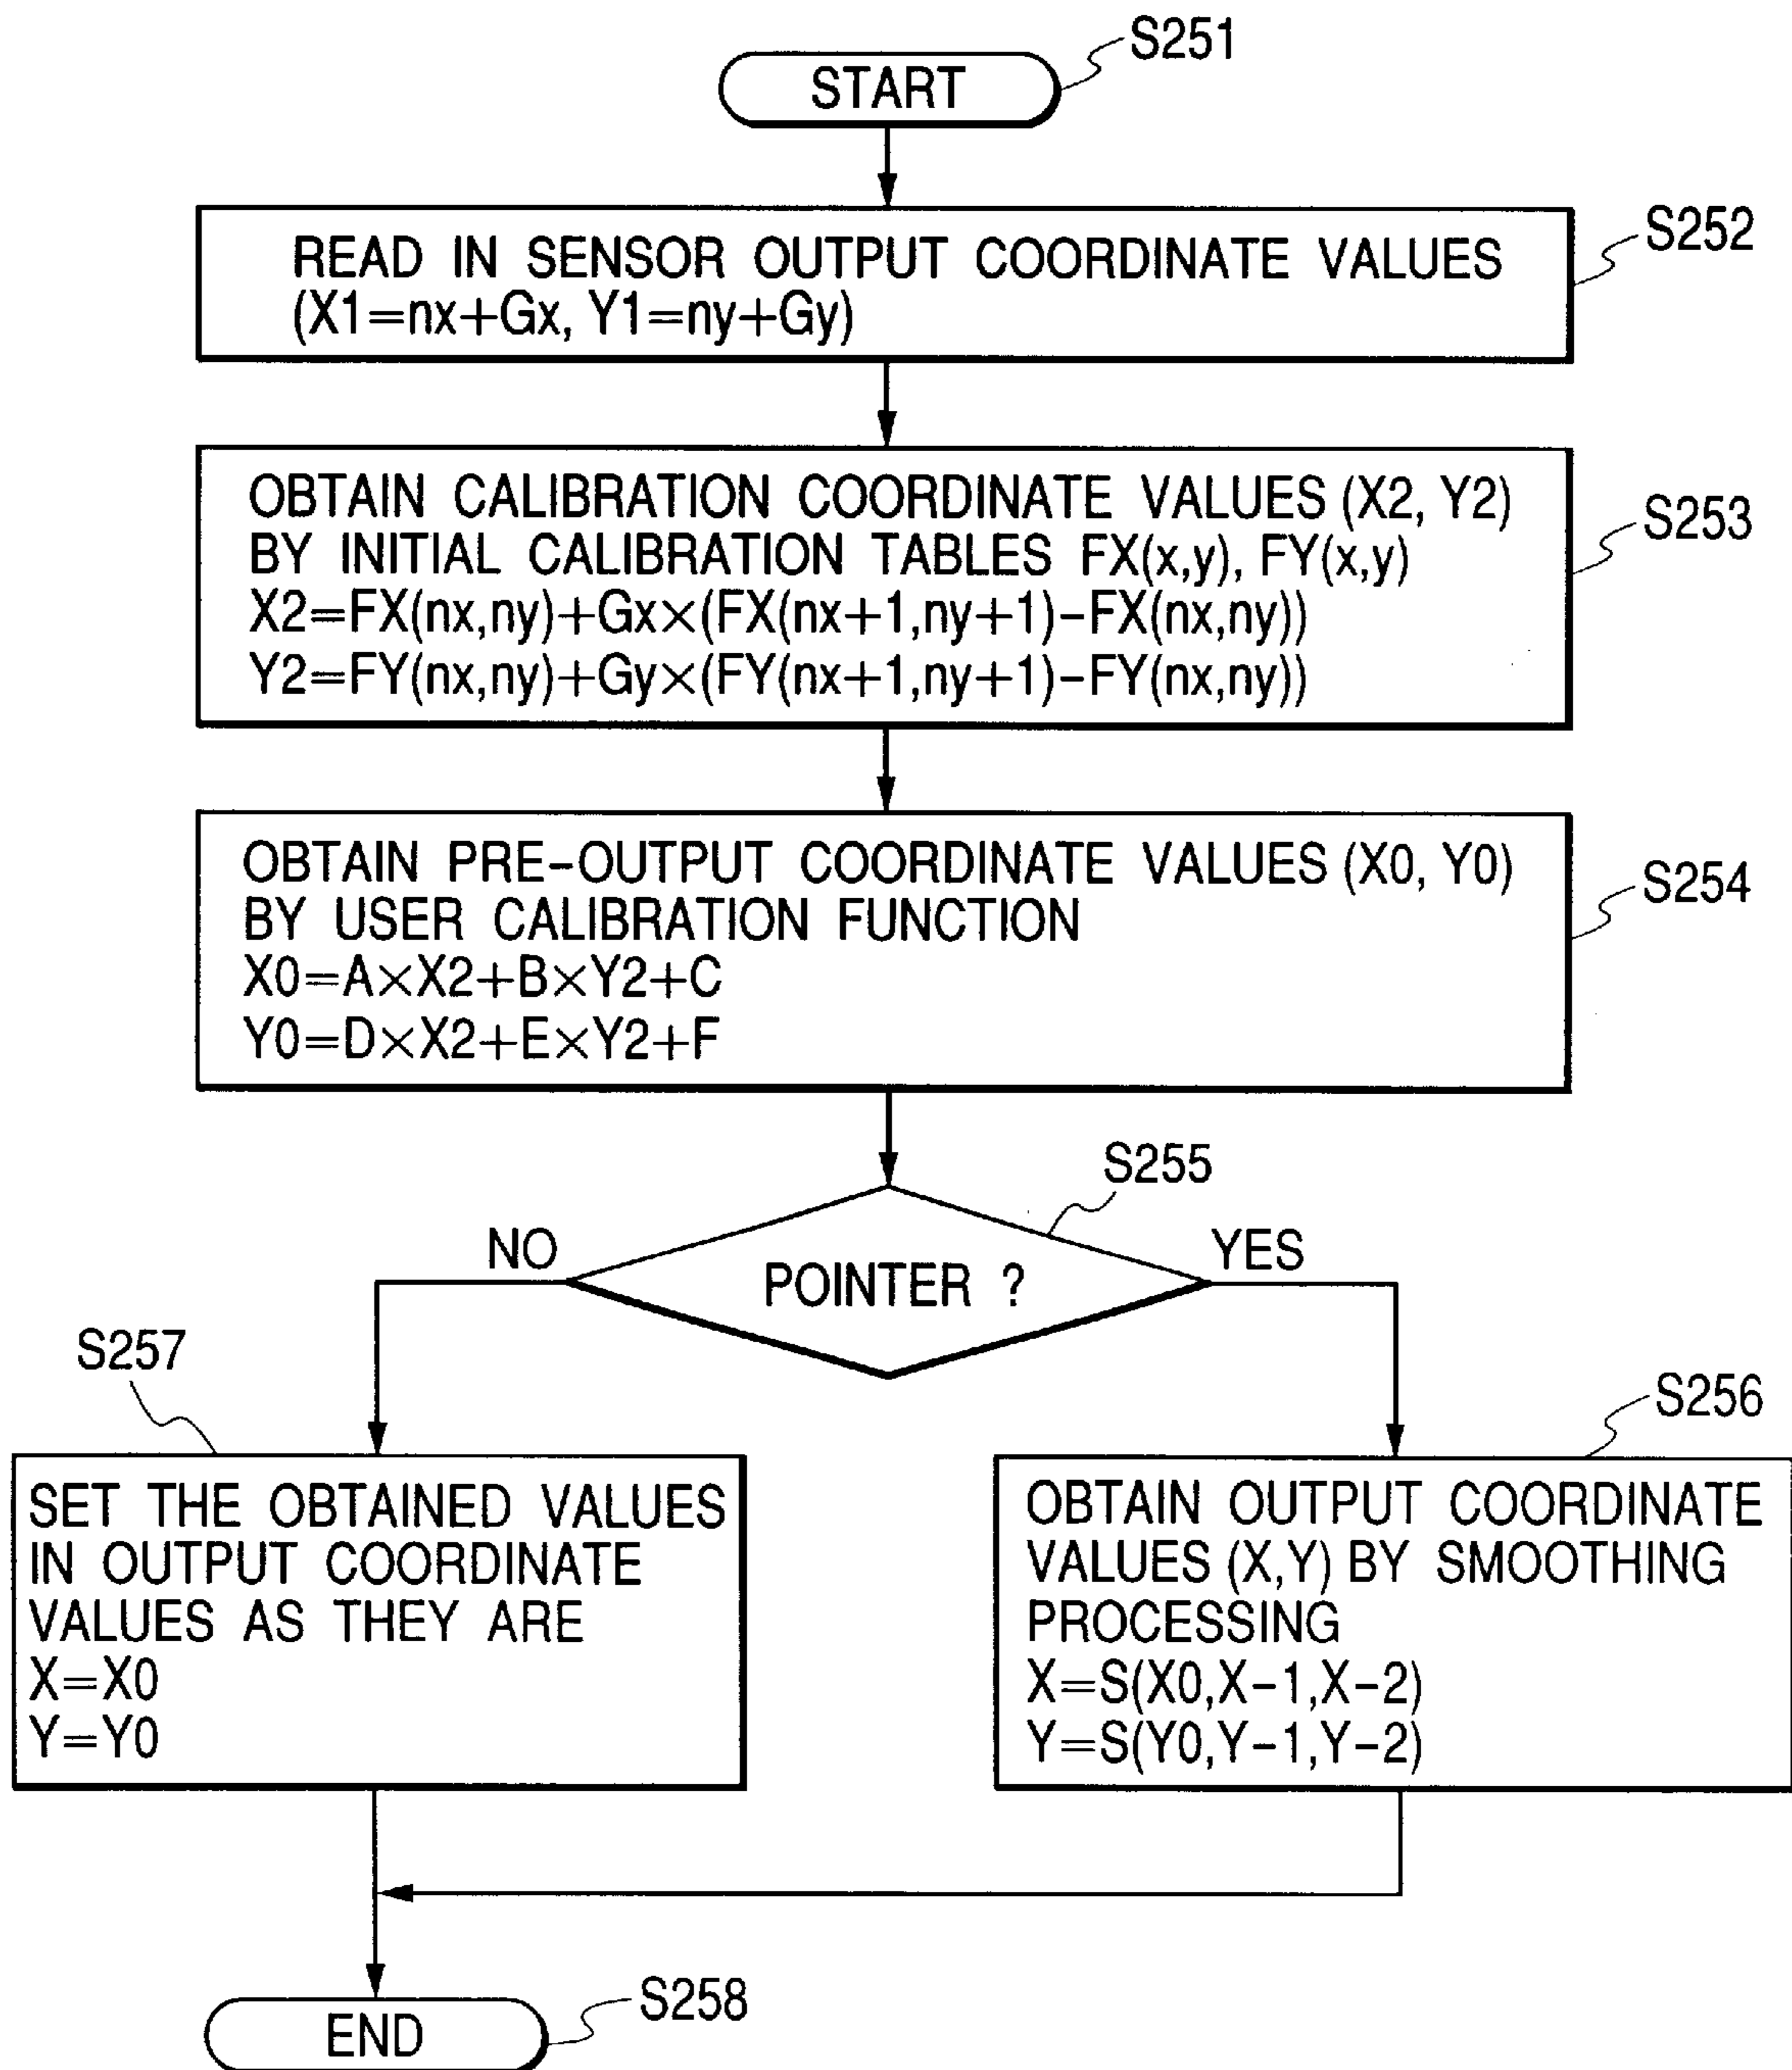 S251
START
S252
READ IN SENSOR OUTPUT COORDINATE VALUES
(X1=nx+Gx, Y1=ny+Gy)
S253
OBTAIN CALIBRATION COORDINATE VALUES (X2, Y2)
BY INITIAL CALIBRATION TABLES FX(x,y), FY(x,y)
X2=FX(nx,ny)+Gx×(FX(nx+1,ny+1)-FX(nx,ny))
Y2=FY(nx,ny)+Gy×(FY(nx+1,ny+1)-FY(nx,ny))
S254
OBTAIN PRE-OUTPUT COORDINATE VALUES (X0, Y0)
BY USER CALIBRATION FUNCTION
X0=A×X2+B×Y2+C
Y0=D×X2+E×Y2+F
S255
NO
POINTER ?
YES
S257
SET THE OBTAINED VALUES
IN OUTPUT COORDINATE
VALUES AS THEY ARE
X=X0
Y=Y0
S256
OBTAIN OUTPUT COORDINATE
VALUES (X,Y) BY SMOOTHING
PROCESSING
X=S(X0,X-1,X-2)
Y=S(Y0,Y-1,Y-2)
S258
END